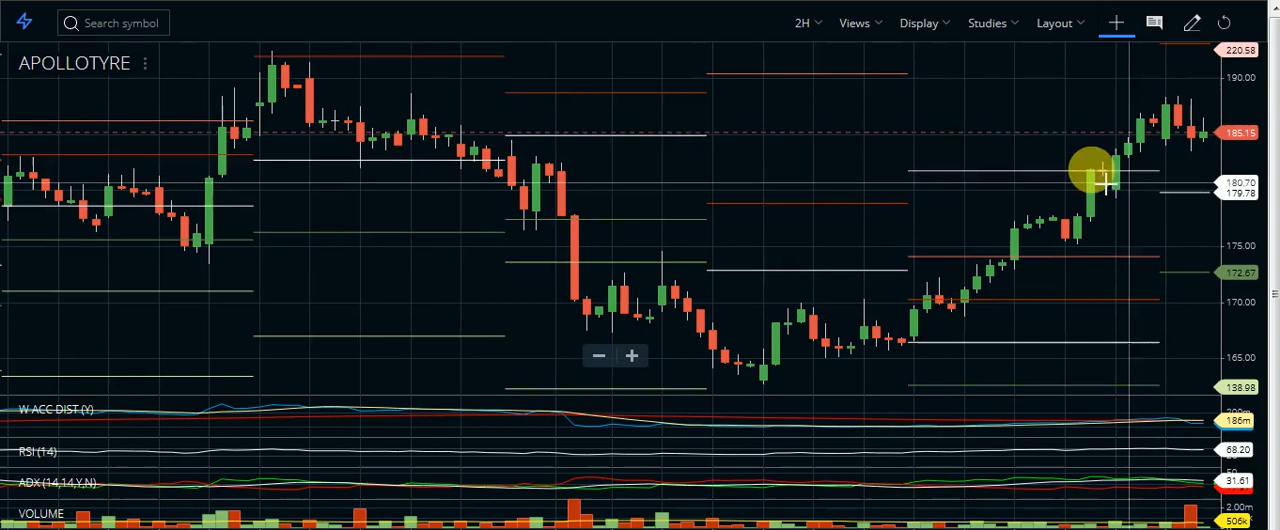 Search symbol
2H Views Display Studies Layout
APOLLOTYRE
220.58
190.00
185.15
180.70
179.78
175.00
172.67
170.00
165.00
138.98
W ACC DIST (Y)
186m
RSI (14)
68.20
ADX (14,14,Y,N)
50
31.61
VOLUME
2.00m
506k